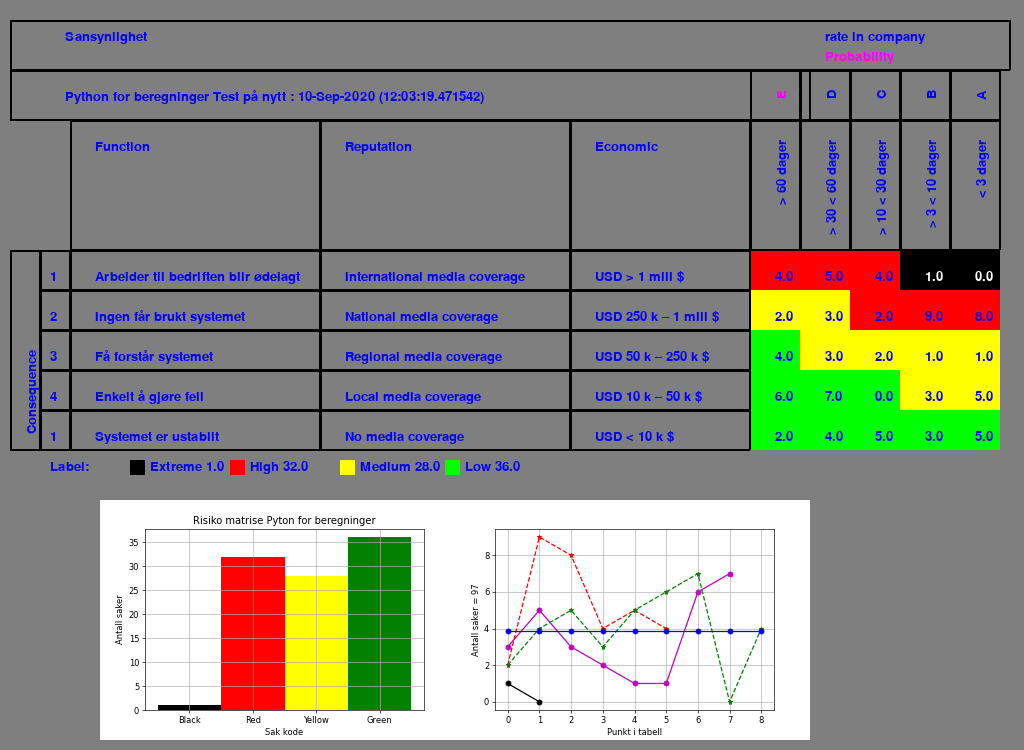 Sansynlighet rate in company
Probability
Python for beregninger Test på nytt : 10-Sep-2020 (12:03:19.471542) E D C B A
Function Reputation Economic > 60 dager > 30 < 60 dager > 10 < 30 dager > 3 < 10 dager < 3 dager
Consequence
1 Arbeider til bedriften blir ødelagt International media coverage USD > 1 mill $ 4.0 5.0 4.0 1.0 0.0
2 Ingen får brukt systemet National media coverage USD 250 k – 1 mill $ 2.0 3.0 2.0 9.0 8.0
3 Få forstår systemet Regional media coverage USD 50 k – 250 k $ 4.0 3.0 2.0 1.0 1.0
4 Enkelt å gjøre feil Local media coverage USD 10 k – 50 k $ 6.0 7.0 0.0 3.0 5.0
1 Systemet er ustabilt No media coverage USD < 10 k $ 2.0 4.0 5.0 3.0 5.0
Label: Extreme 1.0 High 32.0 Medium 28.0 Low 36.0
Risiko matrise Pyton for beregninger
Antall saker
35
30
25
20
15
10
5
0
Black Red Yellow Green
Sak kode
Antall saker = 97
8
6
4
2
0
0 1 2 3 4 5 6 7 8
Punkt i tabell